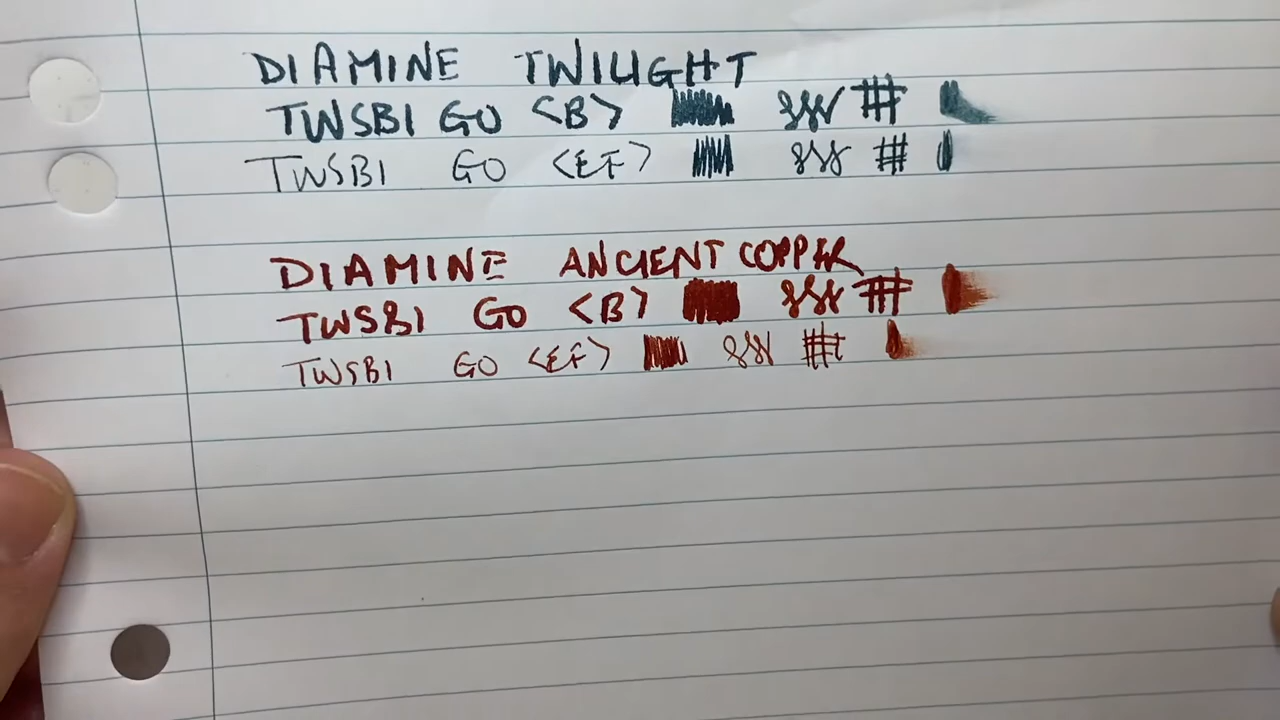 DIAMINE TWILIGHT
TWSBI GO <B>
TWSBI GO <EF>
DIAMINE ANCIENT COPPER
TWSBI GO <B>
TWSBI GO <EF>